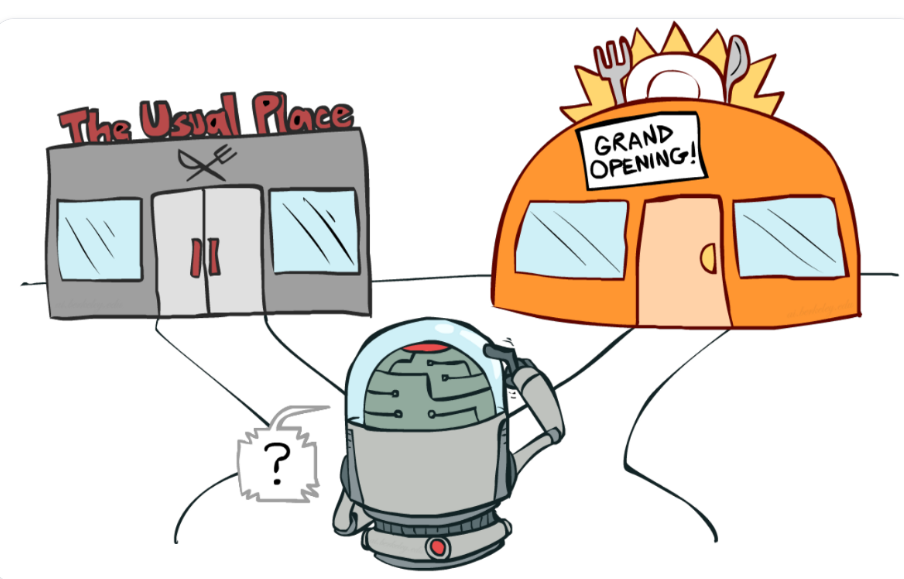 The Usual Place
GRAND
OPENING!
?